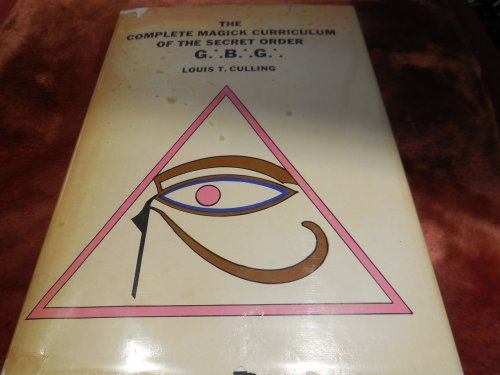 THE
COMPLETE MAGICK CURRICULUM
OF THE SECRET ORDER
G∴B∴G∴
LOUIS T. CULLING